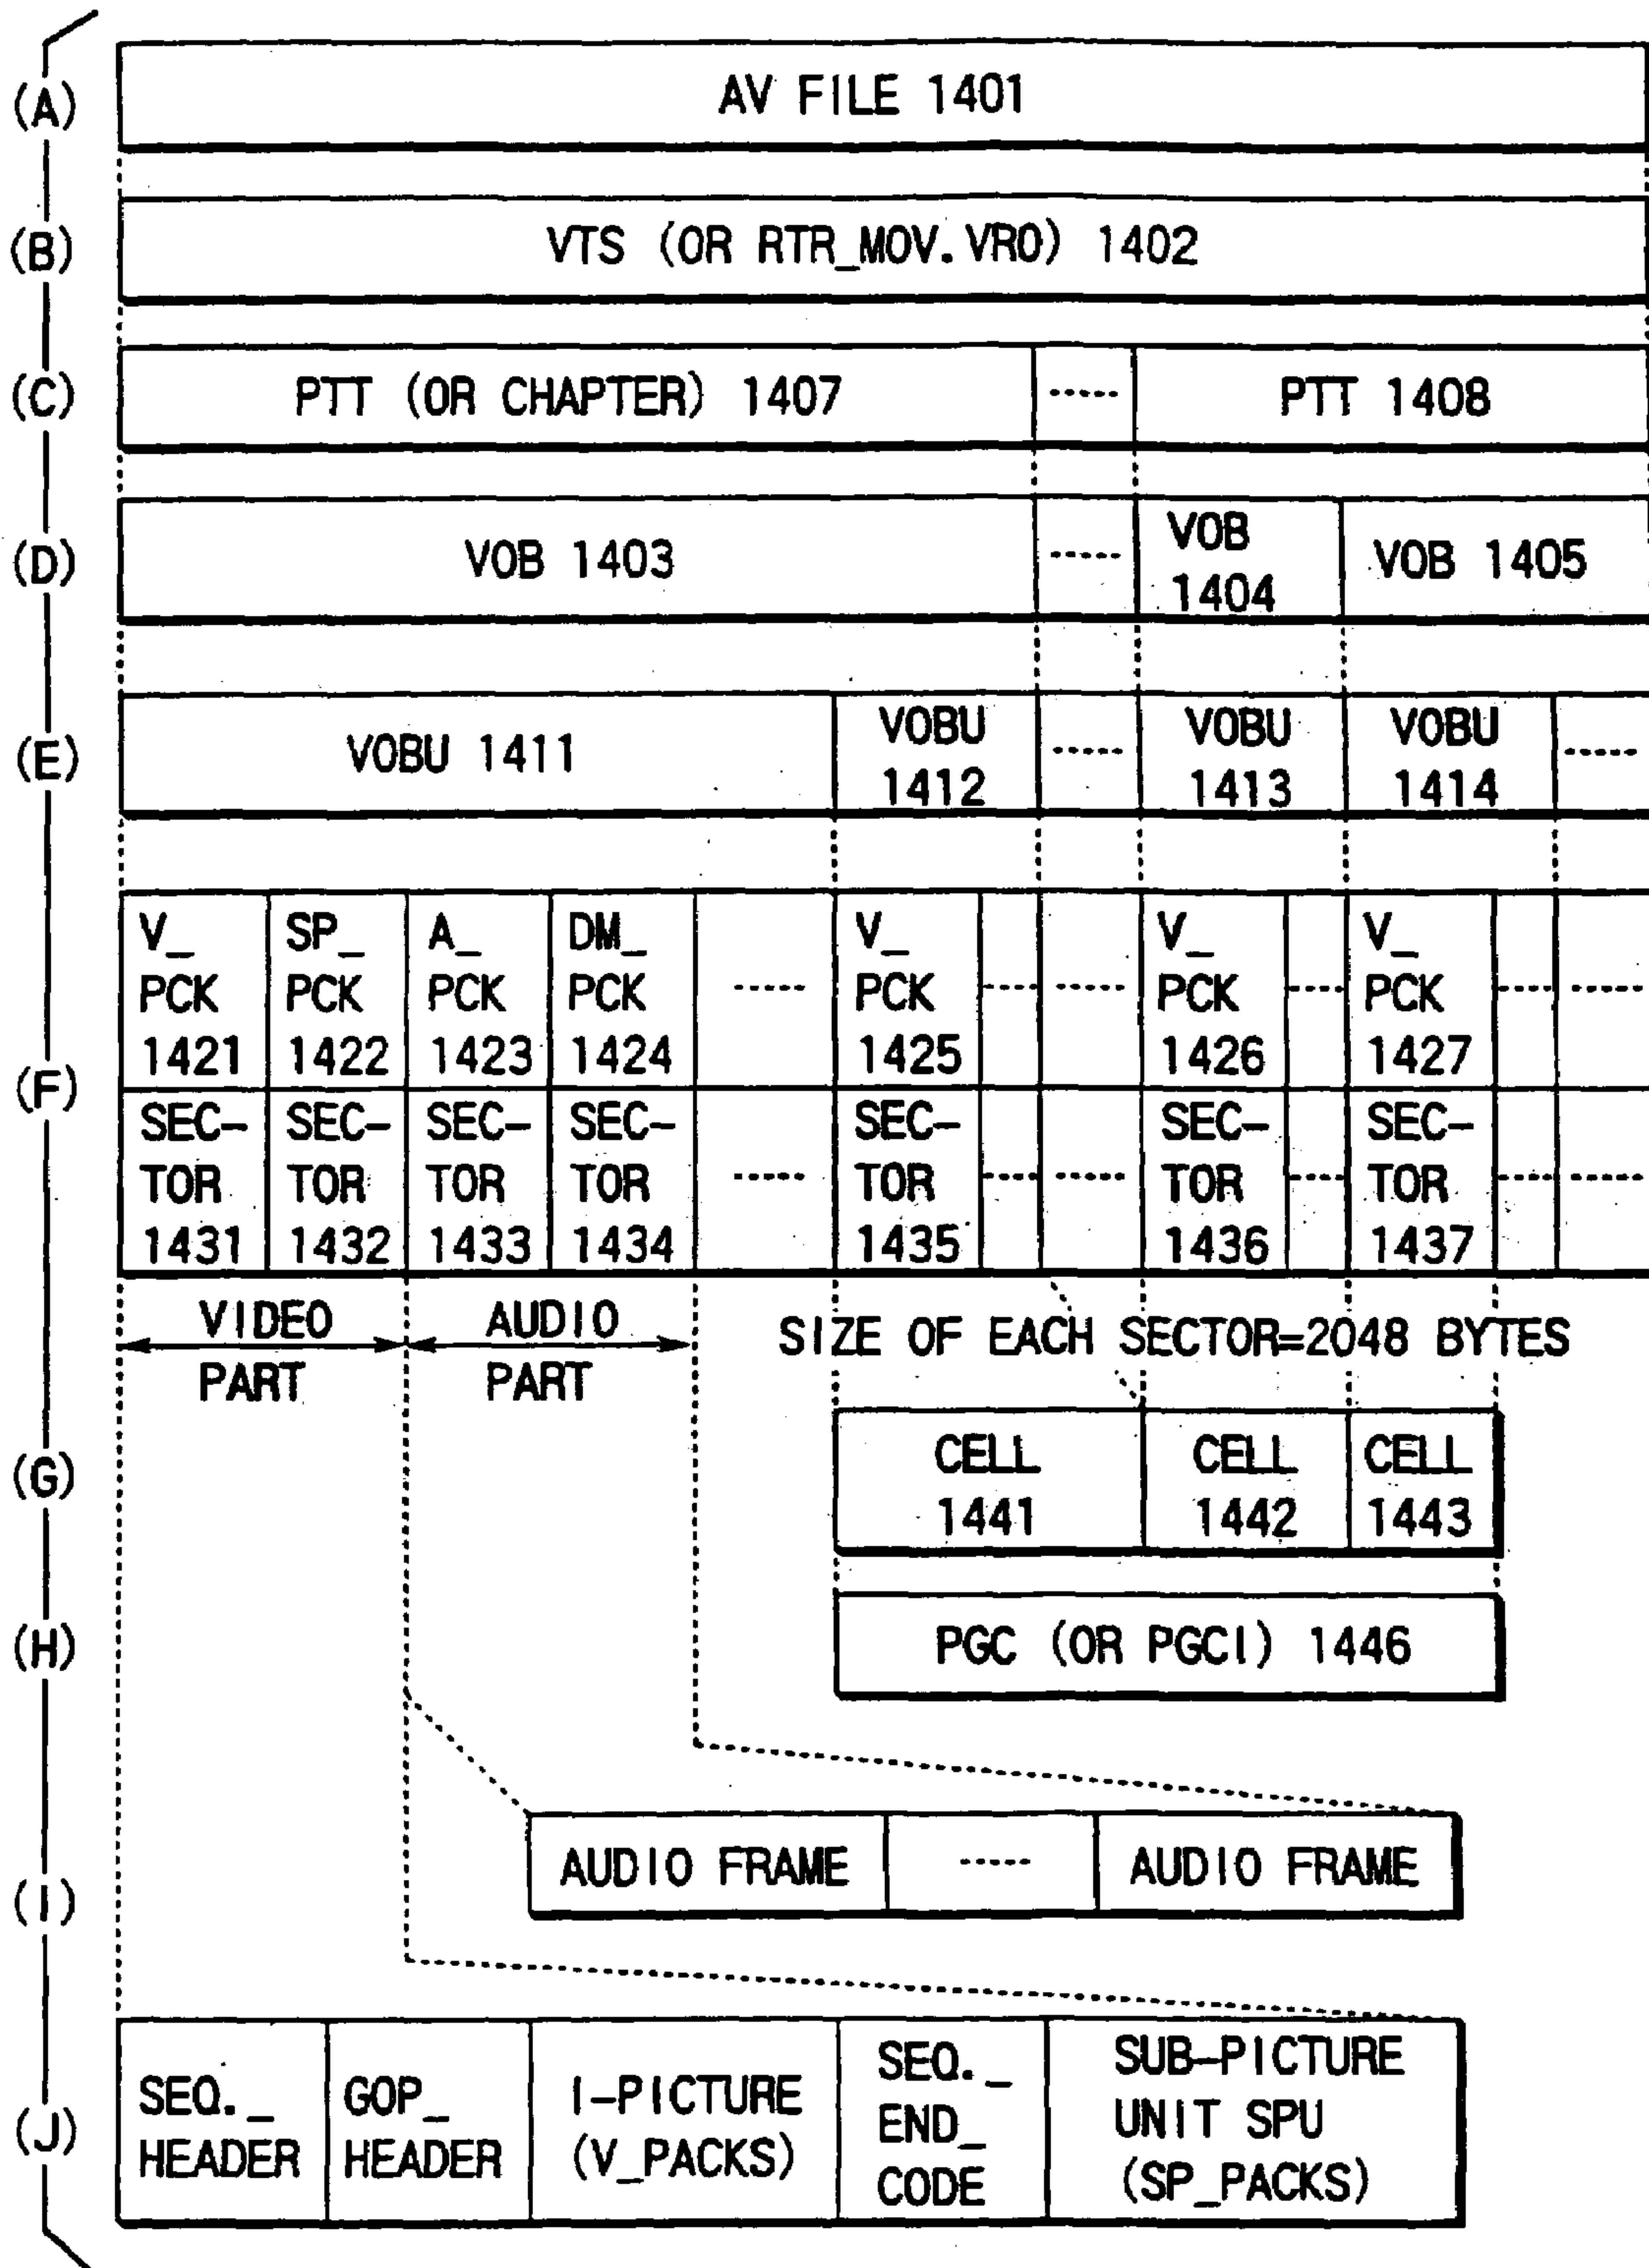 (A)
AV FILE 1401
(B)
VTS (OR RTR_MOV.VRO) 1402
(C)
PTT (OR CHAPTER) 1407
-----
PTT 1408
(D)
VOB 1403
-----
VOB
1404
VOB 1405
(E)
VOBU 1411
VOBU
1412
-----
VOBU
1413
VOBU
1414
-----
(F)
V_
PCK
1421
SP_
PCK
1422
A_
PCK
1423
DM_
PCK
1424
-----
V_
PCK
1425
-----
V_
PCK
1426
-----
V_
PCK
1427
-----
SEC-
TOR
1431
SEC-
TOR
1432
SEC-
TOR
1433
SEC-
TOR
1434
-----
SEC-
TOR
1435
-----
SEC-
TOR
1436
-----
SEC-
TOR
1437
-----
VIDEO
PART
AUDIO
PART
SIZE OF EACH SECTOR=2048 BYTES
(G)
CELL
1441
CELL
1442
CELL
1443
(H)
PGC (OR PGCI) 1446
(I)
AUDIO FRAME
-----
AUDIO FRAME
(J)
SEQ._
HEADER
GOP_
HEADER
I-PICTURE
(V_PACKS)
SEQ._
END_
CODE
SUB-PICTURE
UNIT SPU
(SP_PACKS)